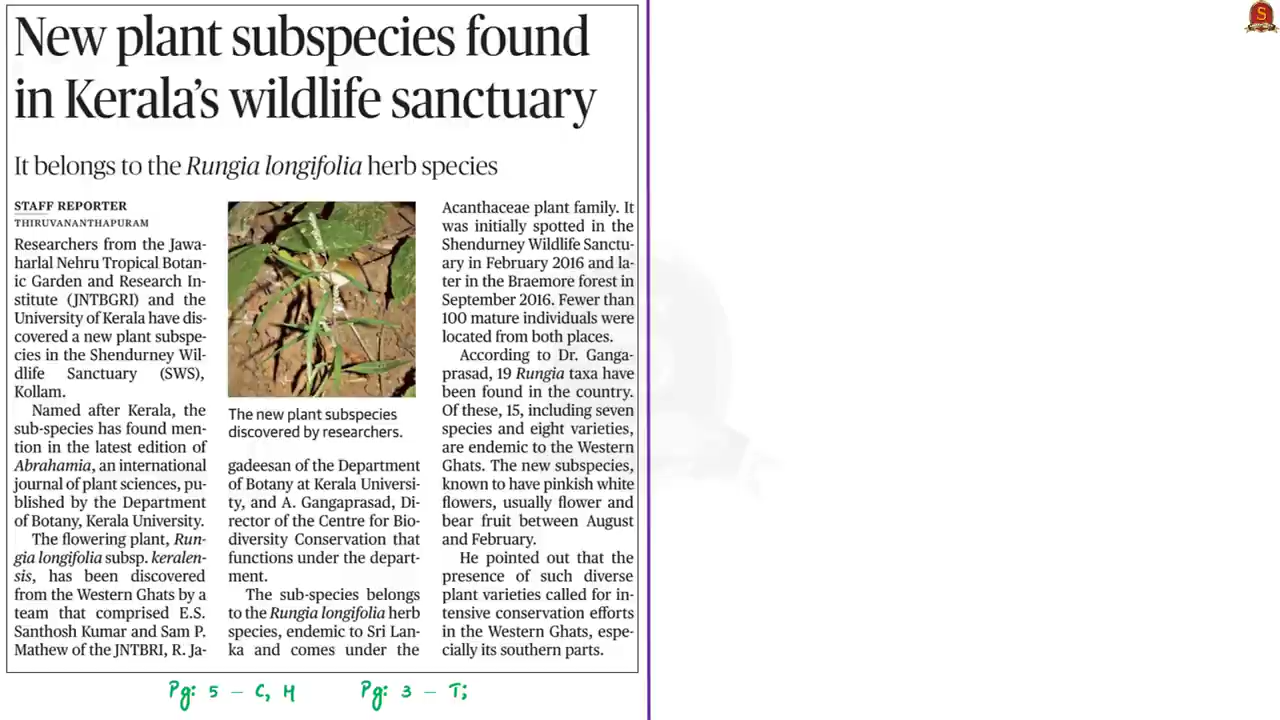 New plant subspecies found
in Kerala's wildlife sanctuary
It belongs to the Rungia longifolia herb species
STAFF REPORTER
THIRUVANANTHAPURAM
Researchers from the Jawa-
harlal Nehru Tropical Botan-
ic Garden and Research In-
stitute (JNTBGRI) and the
University of Kerala have dis-
covered a new plant subspe-
cies in the Shendurney Wil-
dlife Sanctuary (SWS),
Kollam.
Named after Kerala, the
sub-species has found men-
tion in the latest edition of
Abrahamia, an international
journal of plant sciences, pu-
blished by the Department
of Botany, Kerala University.
The flowering plant, Run-
gia longifolia subsp. keralen-
sis, has been discovered
from the Western Ghats by a
team that comprised E.S.
Santhosh Kumar and Sam P.
Mathew of the JNTBRI, R. Ja-
The new plant subspecies
discovered by researchers.
gadeesan of the Department
of Botany at Kerala Universi-
ty, and A. Gangaprasad, Di-
rector of the Centre for Bio-
diversity Conservation that
functions under the depart-
ment.
The sub-species belongs
to the Rungia longifolia herb
species, endemic to Sri Lan-
ka and comes under the
Acanthaceae plant family. It
was initially spotted in the
Shendurney Wildlife Sanctu-
ary in February 2016 and la-
ter in the Braemore forest in
September 2016. Fewer than
100 mature individuals were
located from both places.
According to Dr. Ganga-
prasad, 19 Rungia taxa have
been found in the country.
Of these, 15, including seven
species and eight varieties,
are endemic to the Western
Ghats. The new subspecies,
known to have pinkish white
flowers, usually flower and
bear fruit between August
and February.
He pointed out that the
presence of such diverse
plant varieties called for in-
tensive conservation efforts
in the Western Ghats, espe-
cially its southern parts.
Pg: 5 – C, H Pg: 3 – T;
S